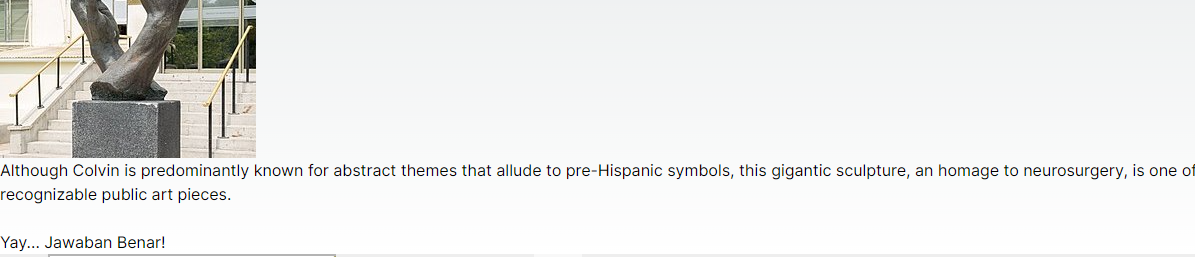 Although Colvin is predominantly known for abstract themes that allude to pre-Hispanic symbols, this gigantic sculpture, an homage to neurosurgery, is one of
recognizable public art pieces.
Yay... Jawaban Benar!